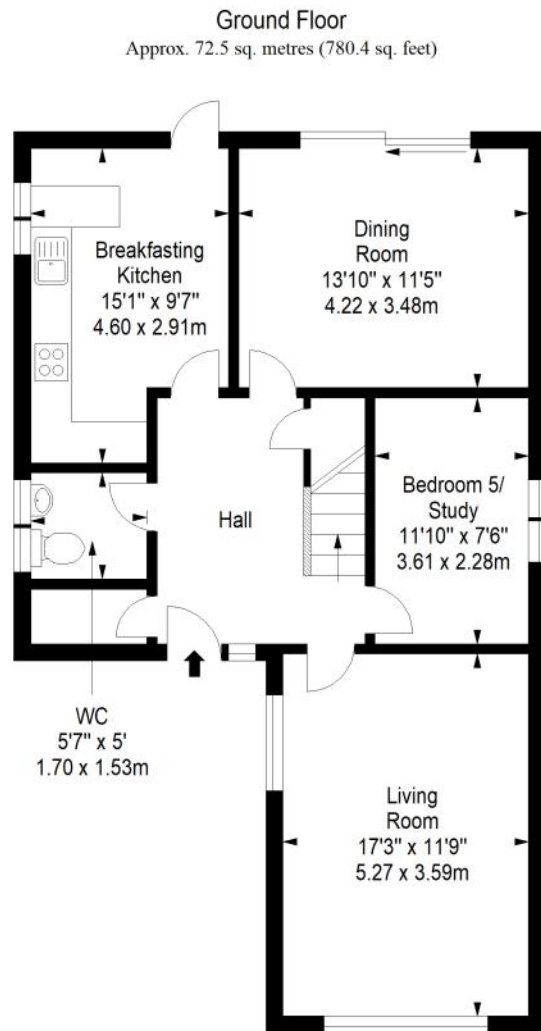 Ground Floor
Approx. 72.5 sq. metres (780.4 sq. feet)
Breakfasting
Kitchen
15'1" x 9'7"
4.60 x 2.91m
Dining
Room
13'10" x 11'5"
4.22 x 3.48m
Hall
Bedroom 5/
Study
11'10" x 7'6"
3.61 x 2.28m
WC
5'7" x 5'
1.70 x 1.53m
Living
Room
17'3" x 11'9"
5.27 x 3.59m